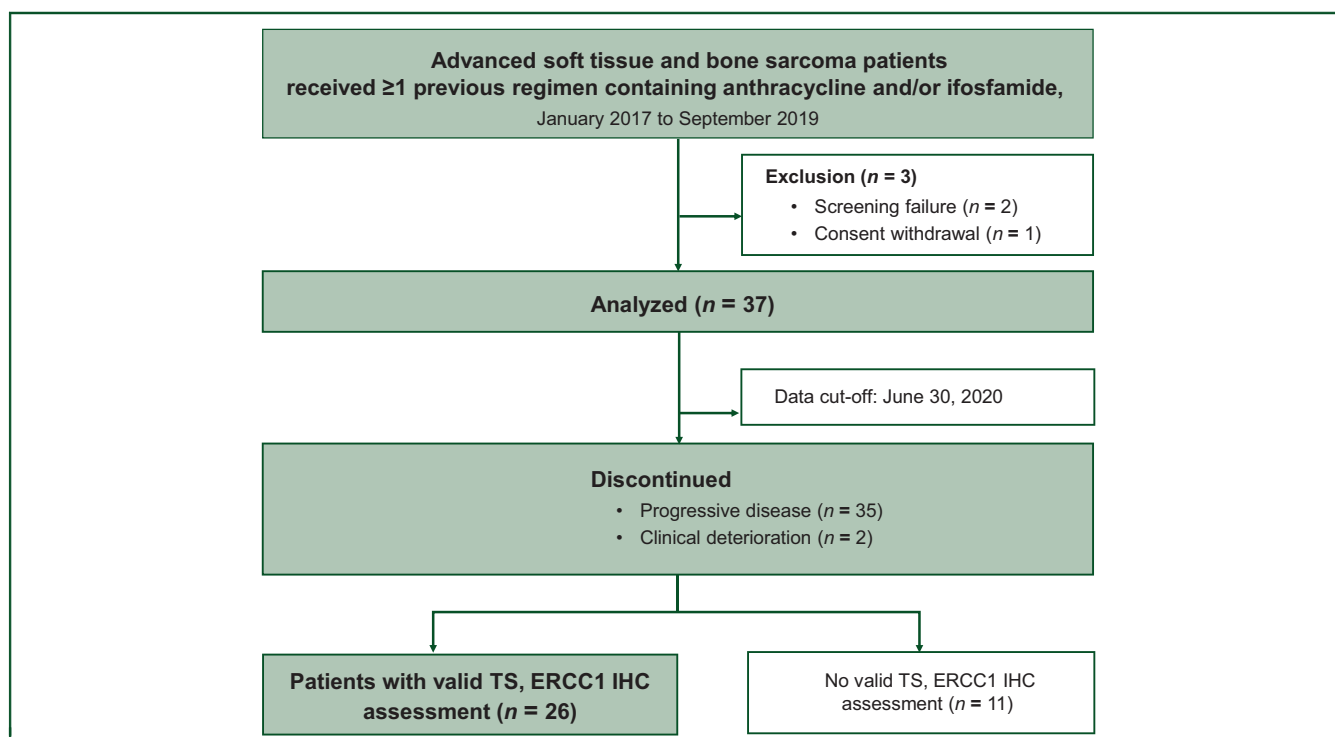 Advanced soft tissue and bone sarcoma patients
received ≥1 previous regimen containing anthracycline and/or ifosfamide,
January 2017 to September 2019
Exclusion (n = 3)
• Screening failure (n = 2)
• Consent withdrawal (n = 1)
Analyzed (n = 37)
Data cut-off: June 30, 2020
Discontinued
• Progressive disease (n = 35)
• Clinical deterioration (n = 2)
Patients with valid TS, ERCC1 IHC
assessment (n = 26)
No valid TS, ERCC1 IHC
assessment (n = 11)